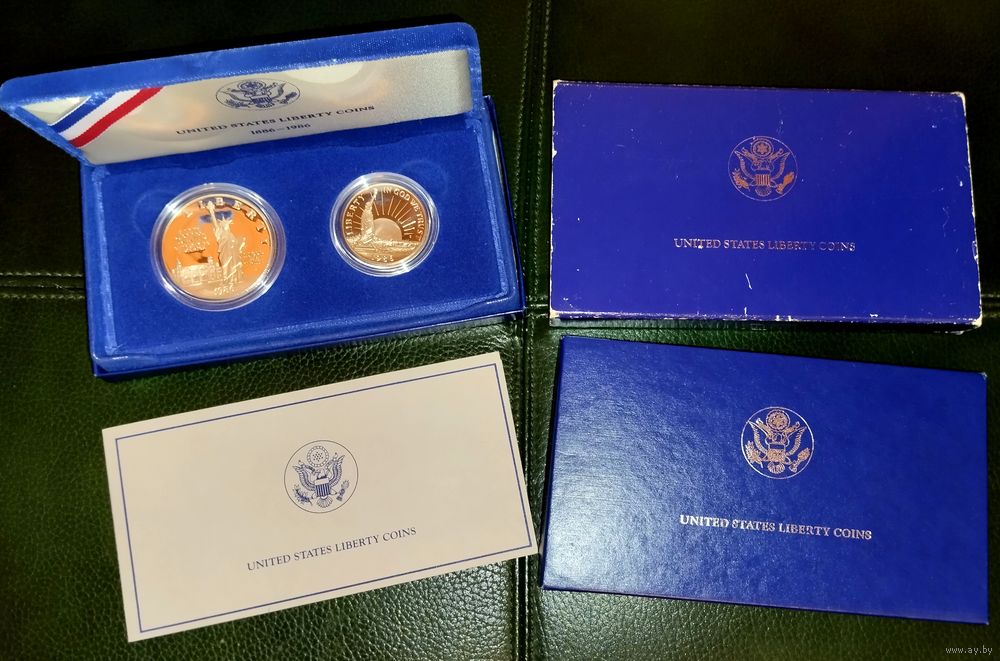 UNITED STATES LIBERTY COINS
1886–1986
LIBERTY
1986
LIBERTY
IN GOD WE TRUST
1986
UNITED STATES LIBERTY COINS
UNITED STATES LIBERTY COINS
UNITED STATES LIBERTY COINS
www.ay.by